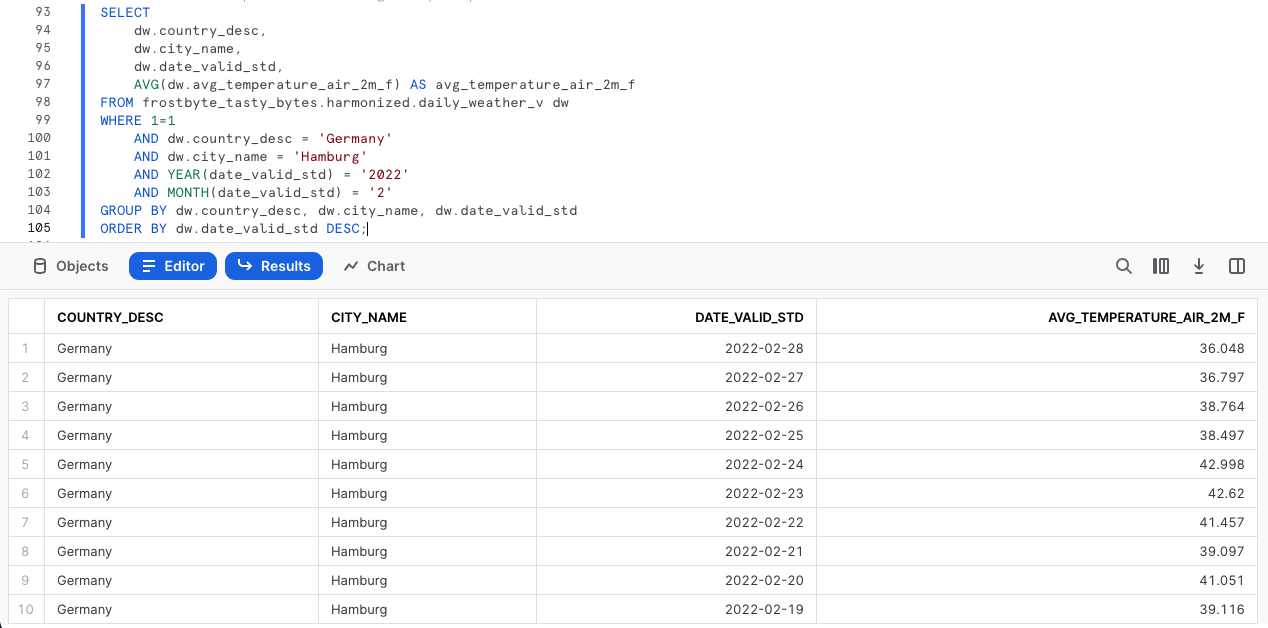 93 SELECT
94 dw.country_desc,
95 dw.city_name,
96 dw.date_valid_std,
97 AVG(dw.avg_temperature_air_2m_f) AS avg_temperature_air_2m_f
98 FROM frostbyte_tasty_bytes.harmonized.daily_weather_v dw
99 WHERE 1=1
100 AND dw.country_desc = 'Germany'
101 AND dw.city_name = 'Hamburg'
102 AND YEAR(date_valid_std) = '2022'
103 AND MONTH(date_valid_std) = '2'
104 GROUP BY dw.country_desc, dw.city_name, dw.date_valid_std
105 ORDER BY dw.date_valid_std DESC;
Objects Editor Results Chart
COUNTRY_DESC CITY_NAME DATE_VALID_STD AVG_TEMPERATURE_AIR_2M_F
1 Germany Hamburg 2022-02-28 36.048
2 Germany Hamburg 2022-02-27 36.797
3 Germany Hamburg 2022-02-26 38.764
4 Germany Hamburg 2022-02-25 38.497
5 Germany Hamburg 2022-02-24 42.998
6 Germany Hamburg 2022-02-23 42.62
7 Germany Hamburg 2022-02-22 41.457
8 Germany Hamburg 2022-02-21 39.097
9 Germany Hamburg 2022-02-20 41.051
10 Germany Hamburg 2022-02-19 39.116